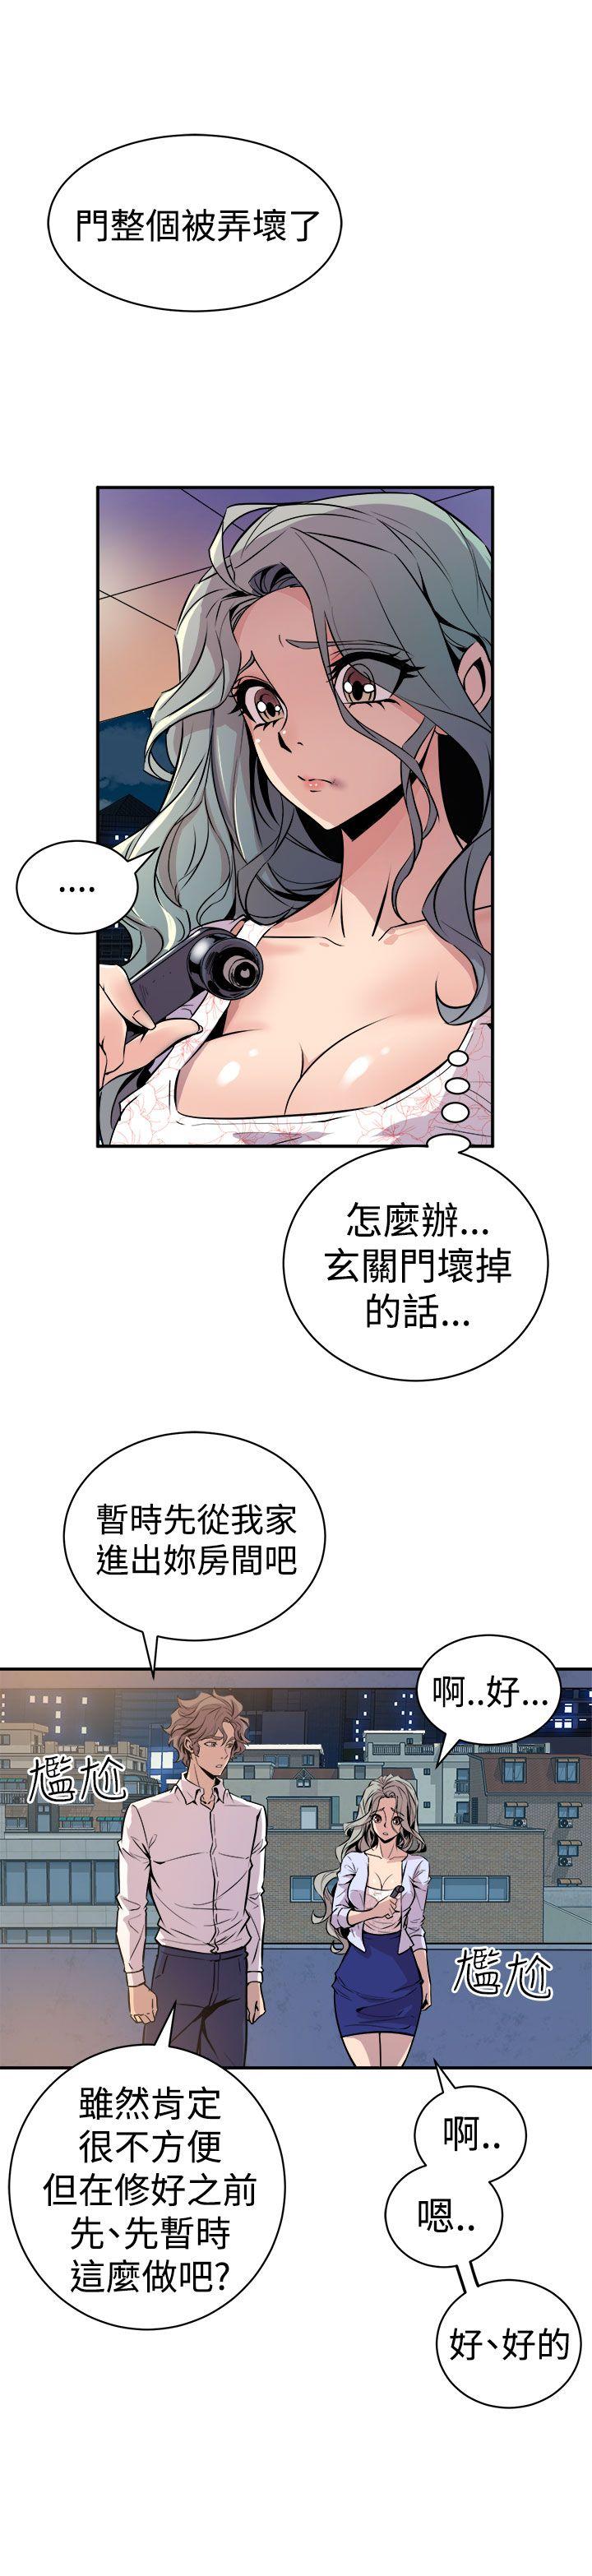 門整個被弄壞了
....
怎麼辦...
玄關門壞掉
的話...
暫時先從我家
進出妳房間吧
啊..好...
尷尬
尷尬
雖然肯定
很不方便
但在修好之前
先、先暫時
這麼做吧?
啊..
嗯..
好、好的